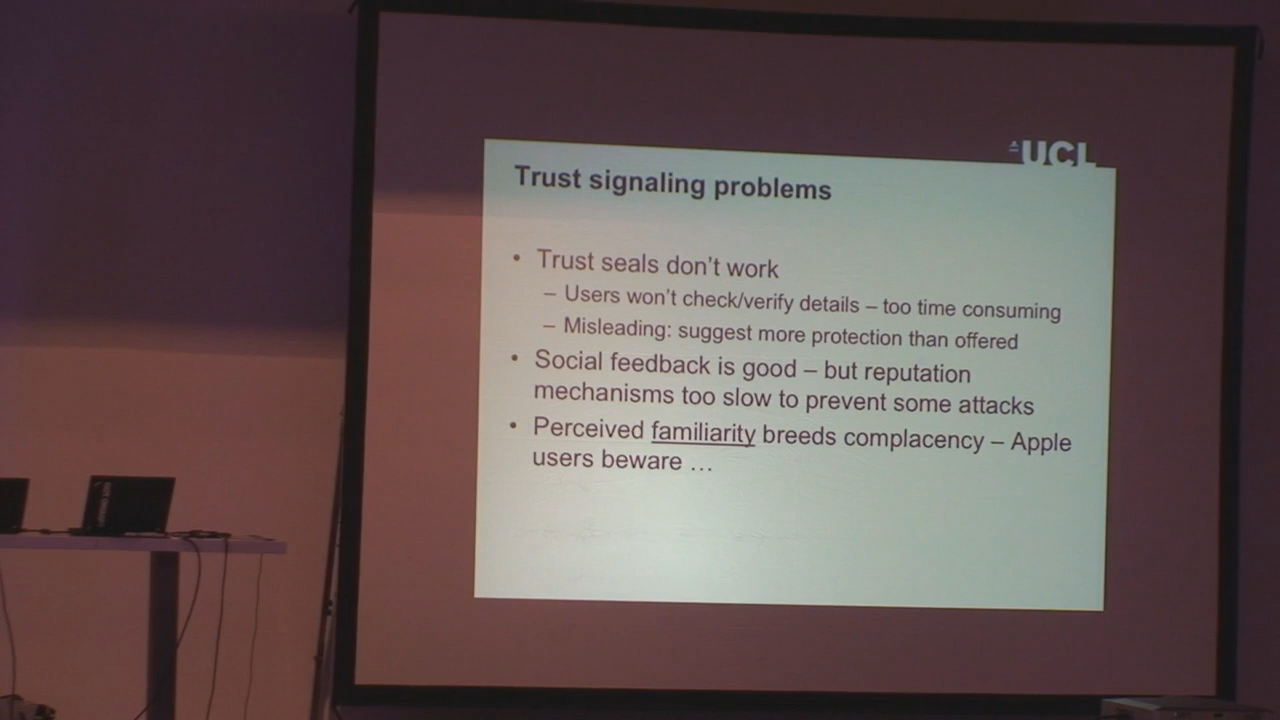 UCL
Trust signaling problems
• Trust seals don't work
– Users won't check/verify details – too time consuming
– Misleading: suggest more protection than offered
• Social feedback is good – but reputation
mechanisms too slow to prevent some attacks
• Perceived familiarity breeds complacency – Apple
users beware …